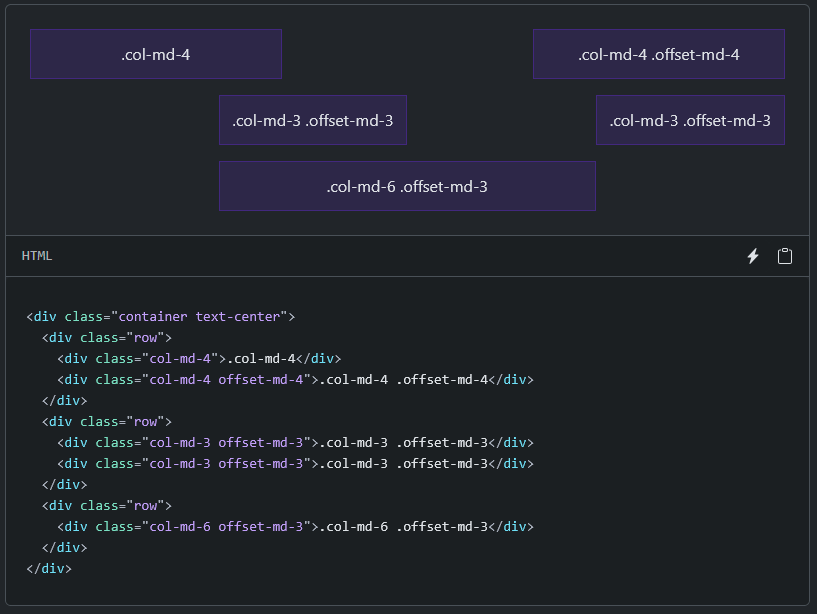 .col-md-4 .col-md-4 .offset-md-4
.col-md-3 .offset-md-3 .col-md-3 .offset-md-3
.col-md-6 .offset-md-3
HTML
<div class="container text-center">
  <div class="row">
    <div class="col-md-4">.col-md-4</div>
    <div class="col-md-4 offset-md-4">.col-md-4 .offset-md-4</div>
  </div>
  <div class="row">
    <div class="col-md-3 offset-md-3">.col-md-3 .offset-md-3</div>
    <div class="col-md-3 offset-md-3">.col-md-3 .offset-md-3</div>
  </div>
  <div class="row">
    <div class="col-md-6 offset-md-3">.col-md-6 .offset-md-3</div>
  </div>
</div>